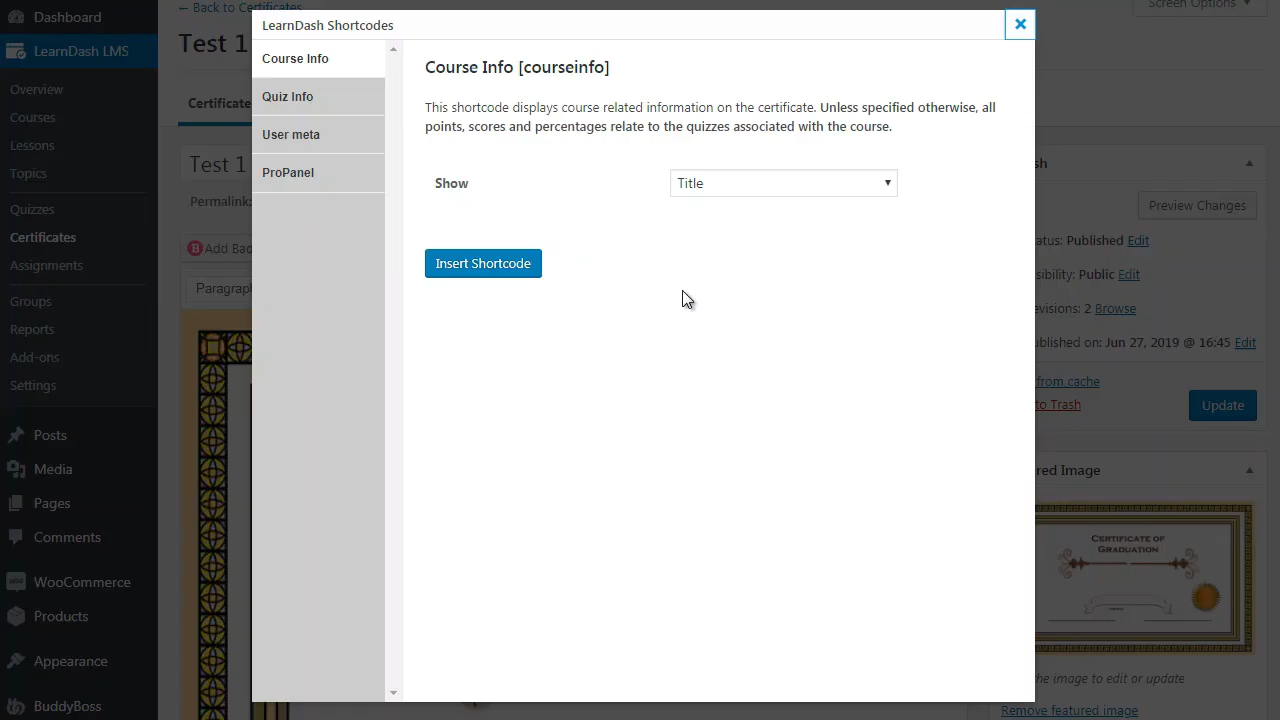 Dashboard
LearnDash LMS
Overview
Courses
Lessons
Topics
Quizzes
Certificates
Assignments
Groups
Reports
Add-ons
Settings
Posts
Media
Pages
Comments
WooCommerce
Products
Appearance
BuddyBoss
← Back to Certificates
Screen Options ▼
Test 1
Certificate
Test 1
Permalink:
Add Bac
Paragraph
LearnDash Shortcodes
Course Info
Quiz Info
User meta
ProPanel
Course Info [courseinfo]
This shortcode displays course related information on the certificate. Unless specified otherwise, all
points, scores and percentages relate to the quizzes associated with the course.
Show
Title
Insert Shortcode
sh
Preview Changes
atus: Published Edit
sibility: Public Edit
evisions: 2 Browse
ublished on: Jun 27, 2019 @ 16:45 Edit
from cache
to Trash
Update
red Image
Certificate of
Graduation
he image to edit or update
Remove featured image